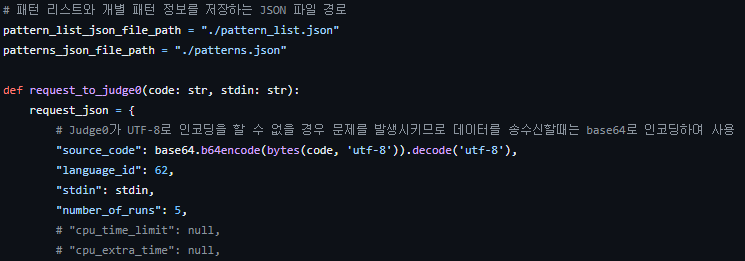 # 패턴 리스트와 개별 패턴 정보를 저장하는 JSON 파일 경로
pattern_list_json_file_path = "./pattern_list.json"
patterns_json_file_path = "./patterns.json"
def request_to_judge0(code: str, stdin: str):
request_json = {
# Judge0가 UTF-8로 인코딩을 할 수 없을 경우 문제를 발생시키므로 데이터를 송수신할때는 base64로 인코딩하며 사용
"source_code": base64.b64encode(bytes(code, 'utf-8')).decode('utf-8'),
"language_id": 62,
"stdin": stdin,
"number_of_runs": 5,
# "cpu_time_limit": null,
# "cpu_extra_time": null,